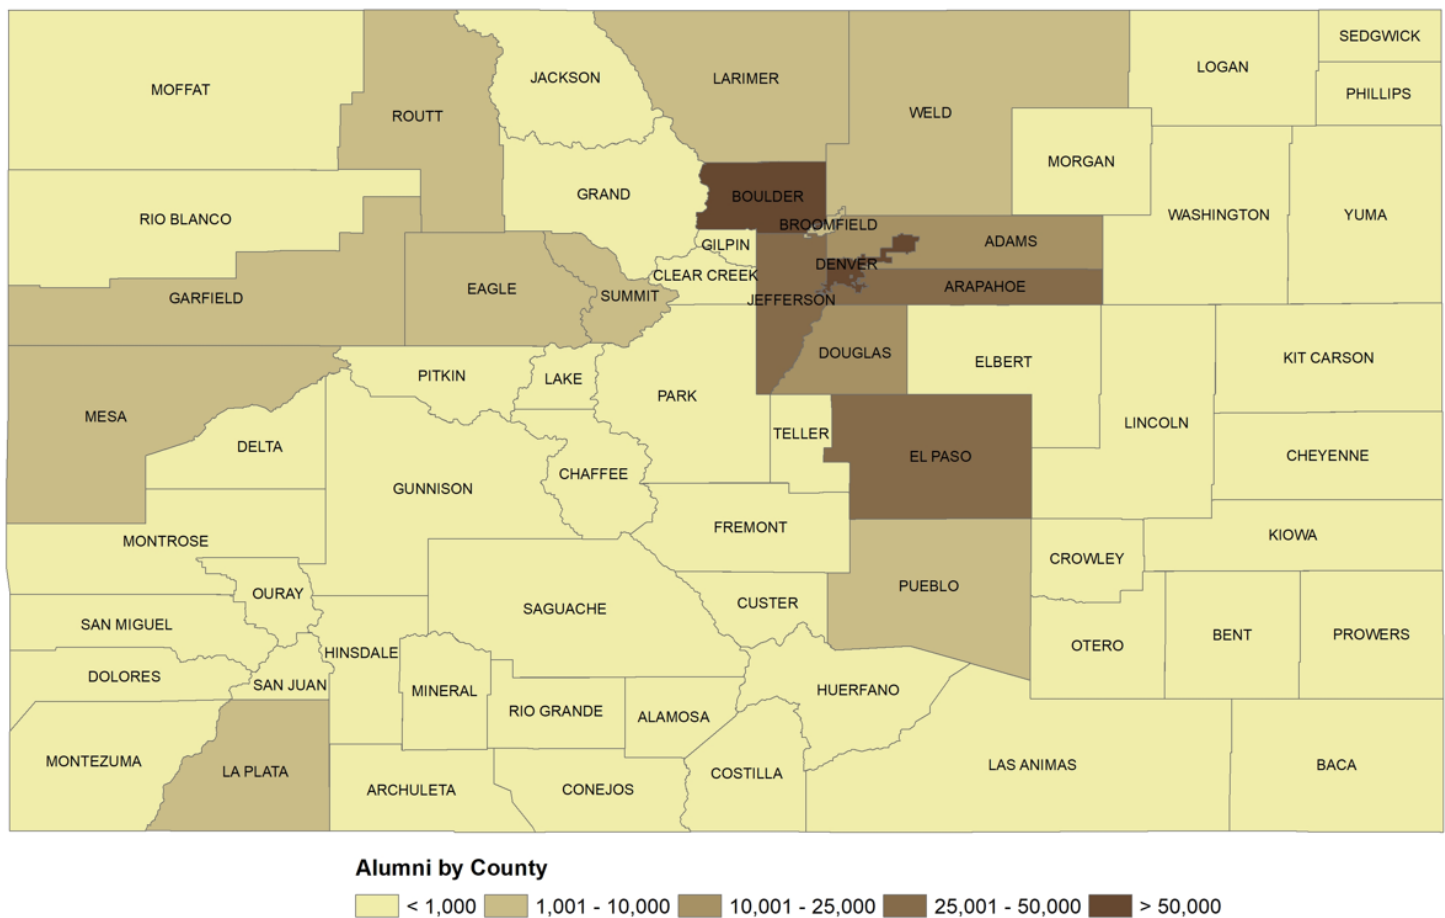 SEDGWICK
LOGAN
JACKSON
LARIMER
MOFFAT
PHILLIPS
WELD
ROUTT
MORGAN
GRAND
BOULDER
RIO BLANCO
WASHINGTON
YUMA
BROOMFIELD
ADAMS
GILPIN
DENVER
CLEAR CREEK
ARAPAHOE
EAGLE
SUMMIT
GARFIELD
JEFFERSON
DOUGLAS
KIT CARSON
ELBERT
PITKIN
LAKE
PARK
MESA
LINCOLN
TELLER
DELTA
EL PASO
CHEYENNE
CHAFFEE
GUNNISON
FREMONT
KIOWA
MONTROSE
CROWLEY
PUEBLO
OURAY
CUSTER
SAGUACHE
SAN MIGUEL
BENT
PROWERS
OTERO
HINSDALE
DOLORES
SAN JUAN
MINERAL
HUERFANO
RIO GRANDE
ALAMOSA
MONTEZUMA
LAS ANIMAS
BACA
LA PLATA
COSTILLA
ARCHULETA
CONEJOS
Alumni by County
< 1,000 1,001 - 10,000 10,001 - 25,000 25,001 - 50,000 > 50,000